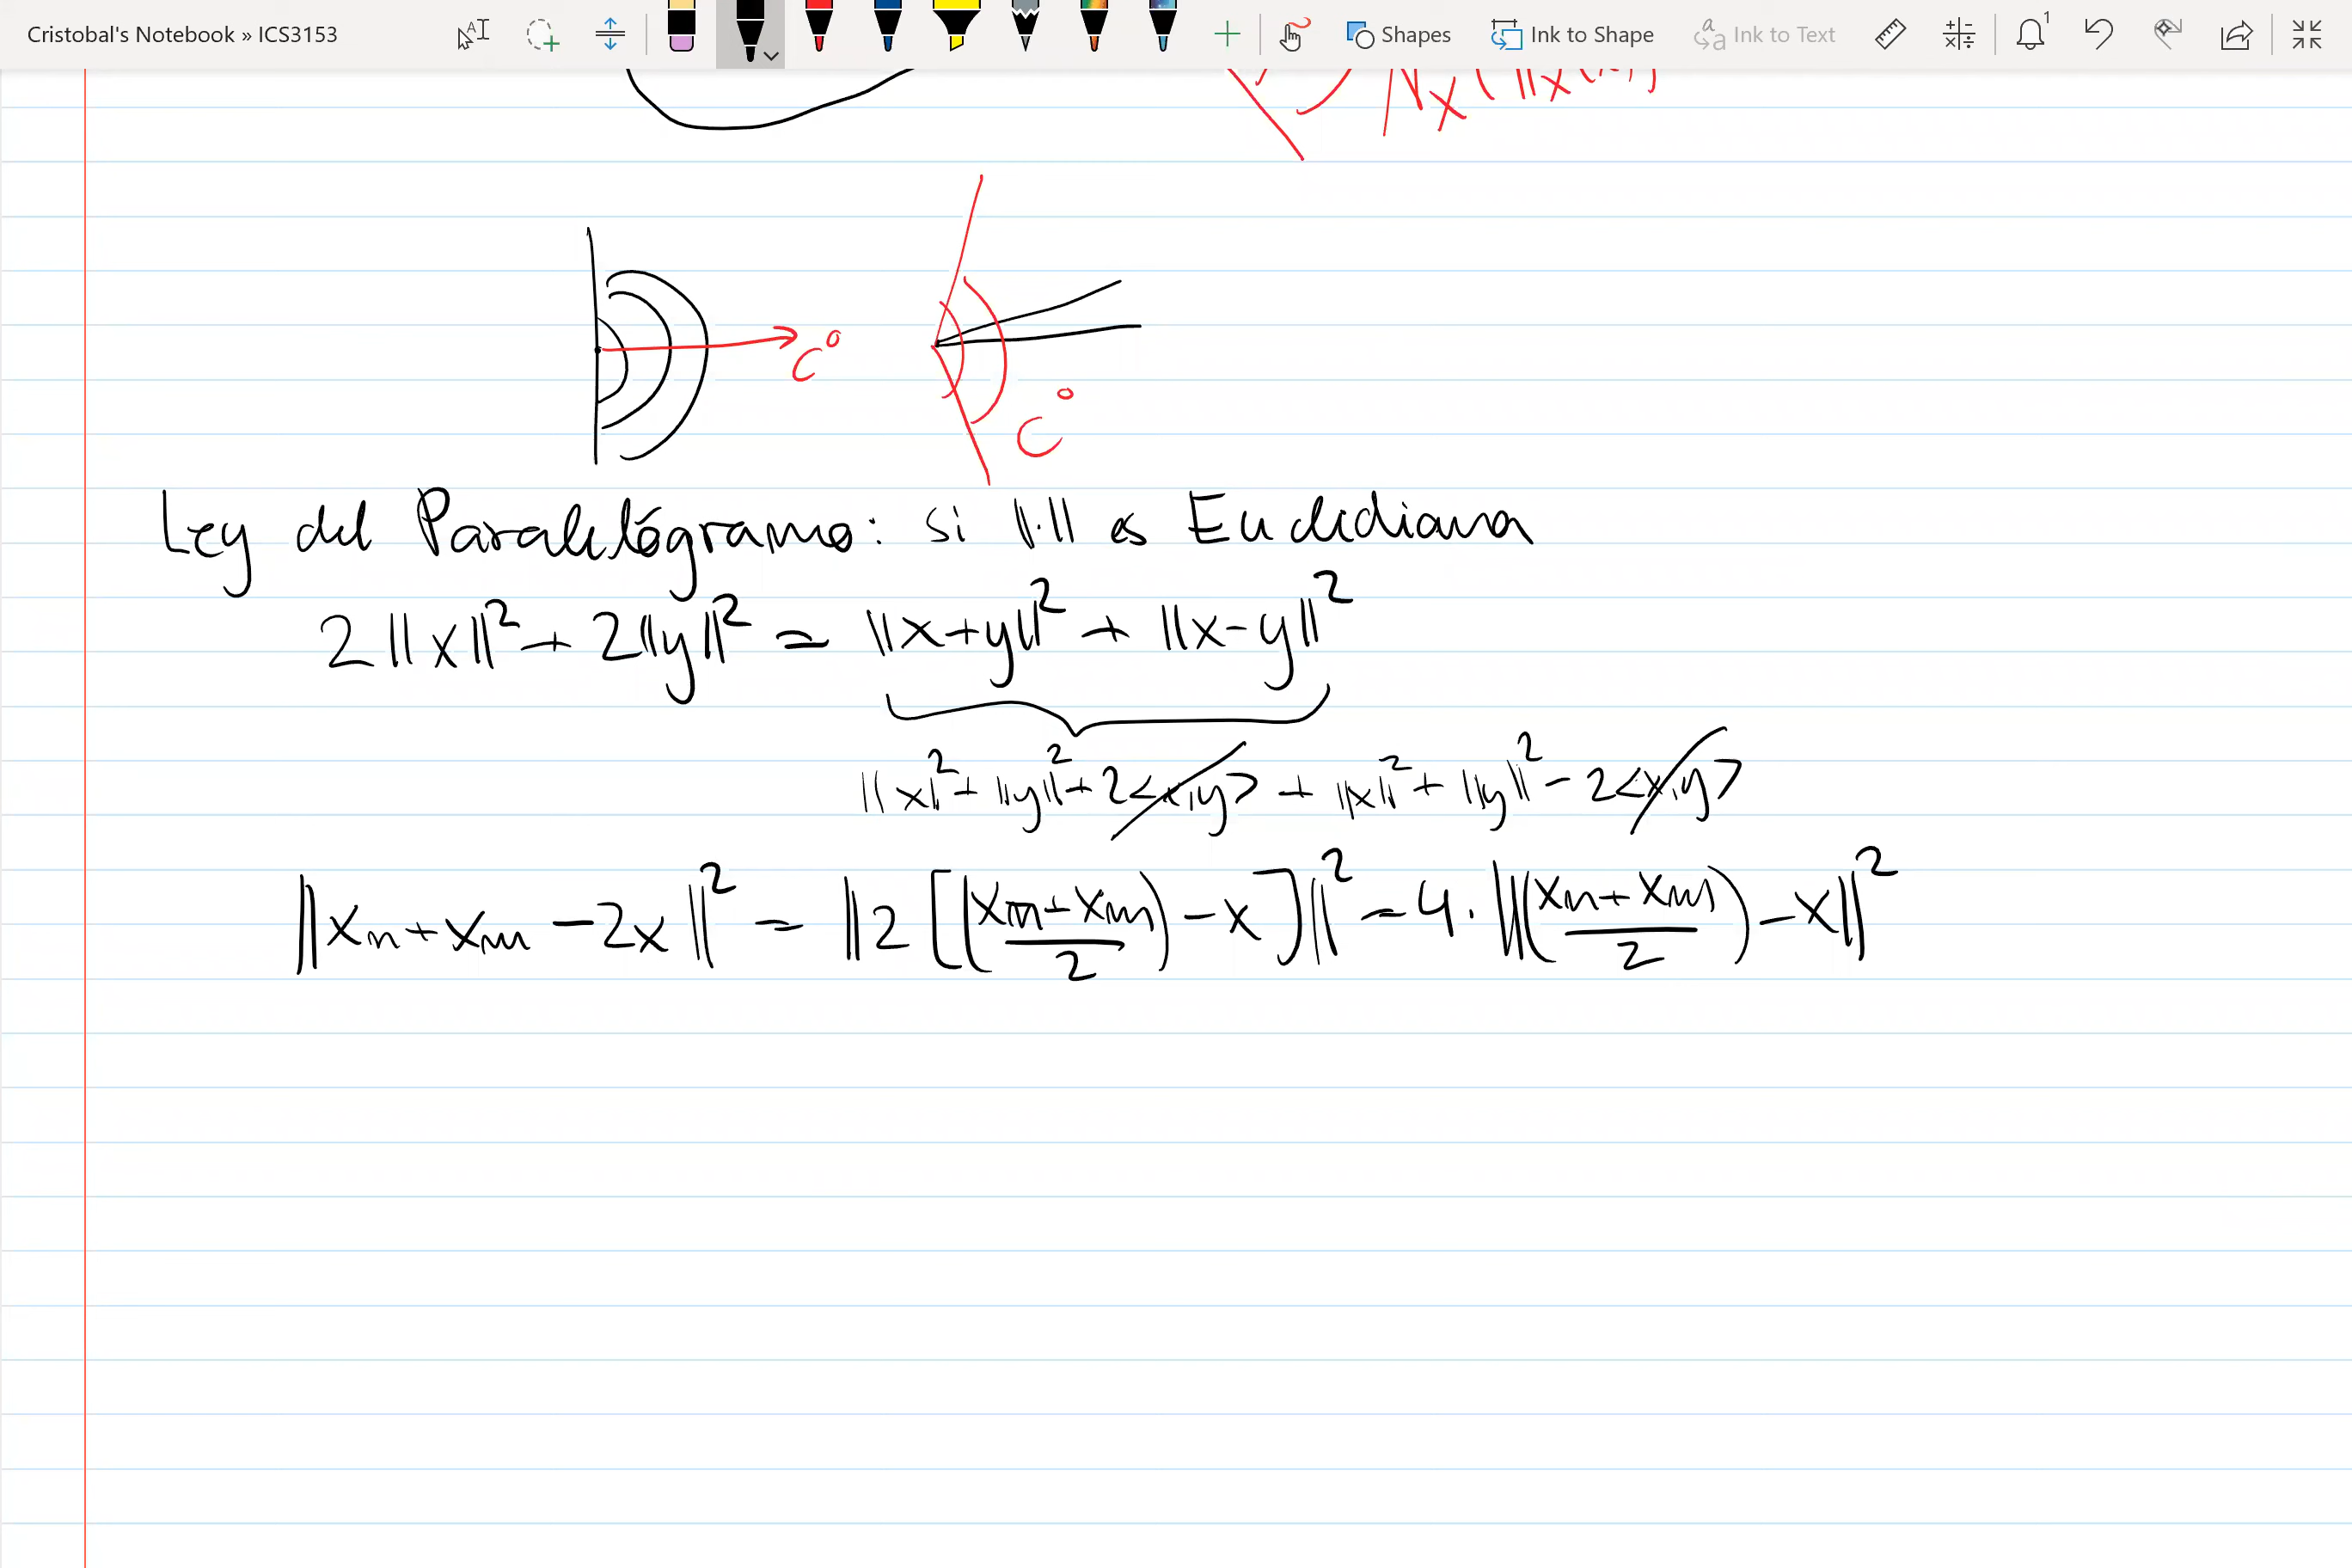 Cristobal's Notebook » ICS3153
Shapes Ink to Shape Ink to Text 1
C°
C°
Ley del Paralelógramo: si ||·|| es Euclidiana
2||x||² + 2||y||² = ||x+y||² + ||x-y||²
||x||² + ||y||² + 2<x,y> + ||x||² + ||y||² - 2<x,y>
||xₙ + xₘ - 2x||² = ||2[(xₙ+xₘ)/2 - x]||² = 4·||(xₙ+xₘ)/2 - x||²